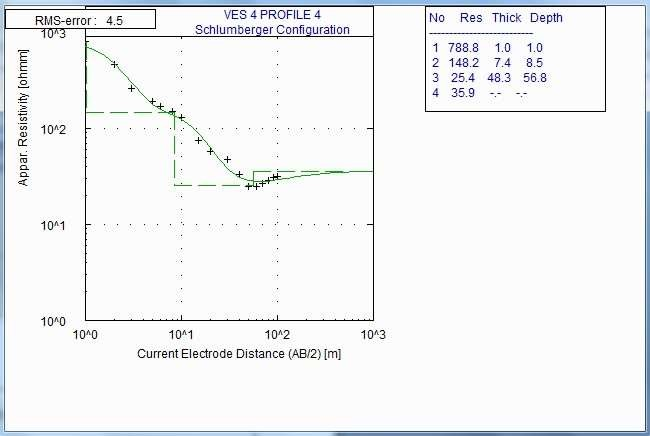 RMS-error: 4.5
VES 4 PROFILE 4
Schlumberger Configuration
No Res Thick Depth
------------------------
1 788.8 1.0 1.0
2 148.2 7.4 8.5
3 25.4 48.3 56.8
4 35.9 -.- -.-
Appar. Resistivity [ohmm]
10^3
10^2
10^1
10^0
10^0 10^1 10^2 10^3
Current Electrode Distance (AB/2) [m]